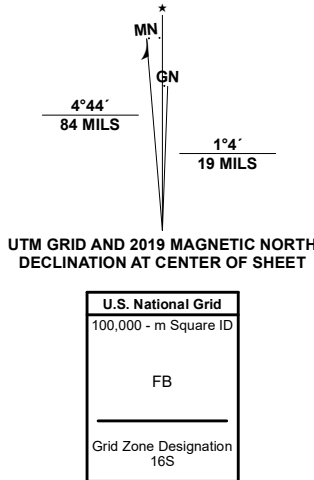 MN
GN
4°44´
84 MILS
1°4´
19 MILS
UTM GRID AND 2019 MAGNETIC NORTH
DECLINATION AT CENTER OF SHEET
U.S. National Grid
100,000 - m Square ID
FB
Grid Zone Designation
16S